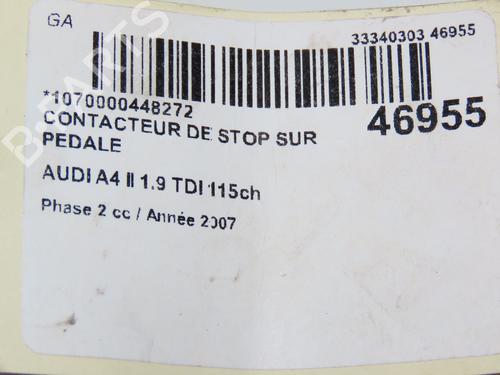 GA
33340303 46955
*1070000448272
46955
CONTACTEUR DE STOP SUR
PEDALE
AUDI A4 II 1.9 TDI 115ch
Phase 2 cc / Année 2007
B-PARTS